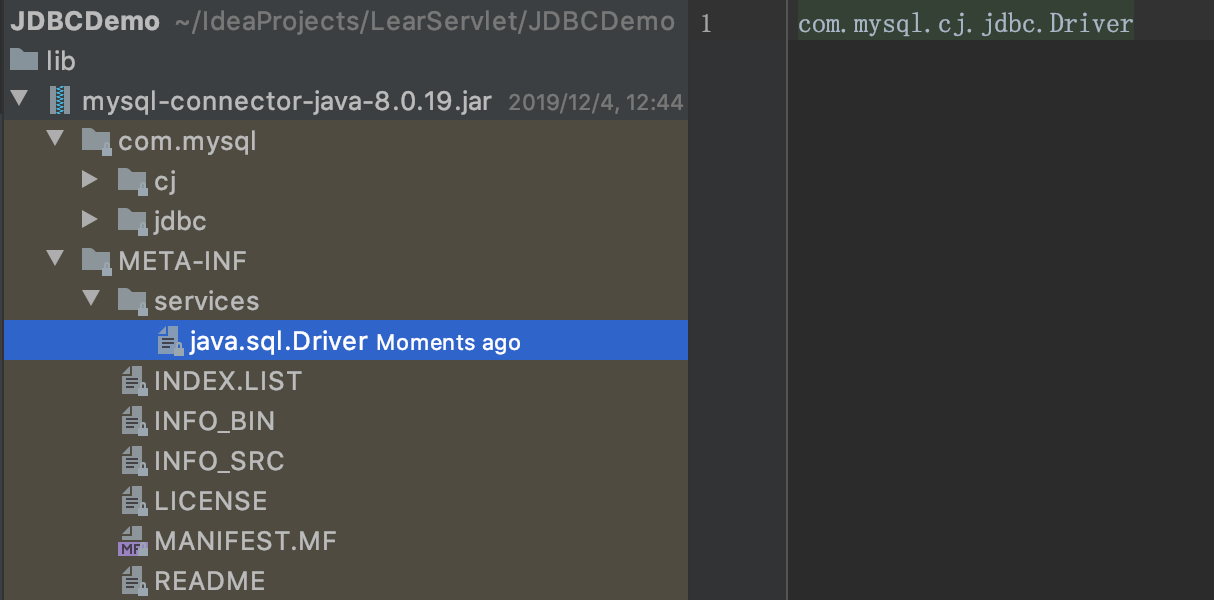 JDBCDemo ~/IdeaProjects/LearServlet/JDBCDemo
lib
mysql-connector-java-8.0.19.jar 2019/12/4, 12:44
com.mysql
cj
jdbc
META-INF
services
java.sql.Driver Moments ago
INDEX.LIST
INFO_BIN
INFO_SRC
LICENSE
MF MANIFEST.MF
README
1 com.mysql.cj.jdbc.Driver